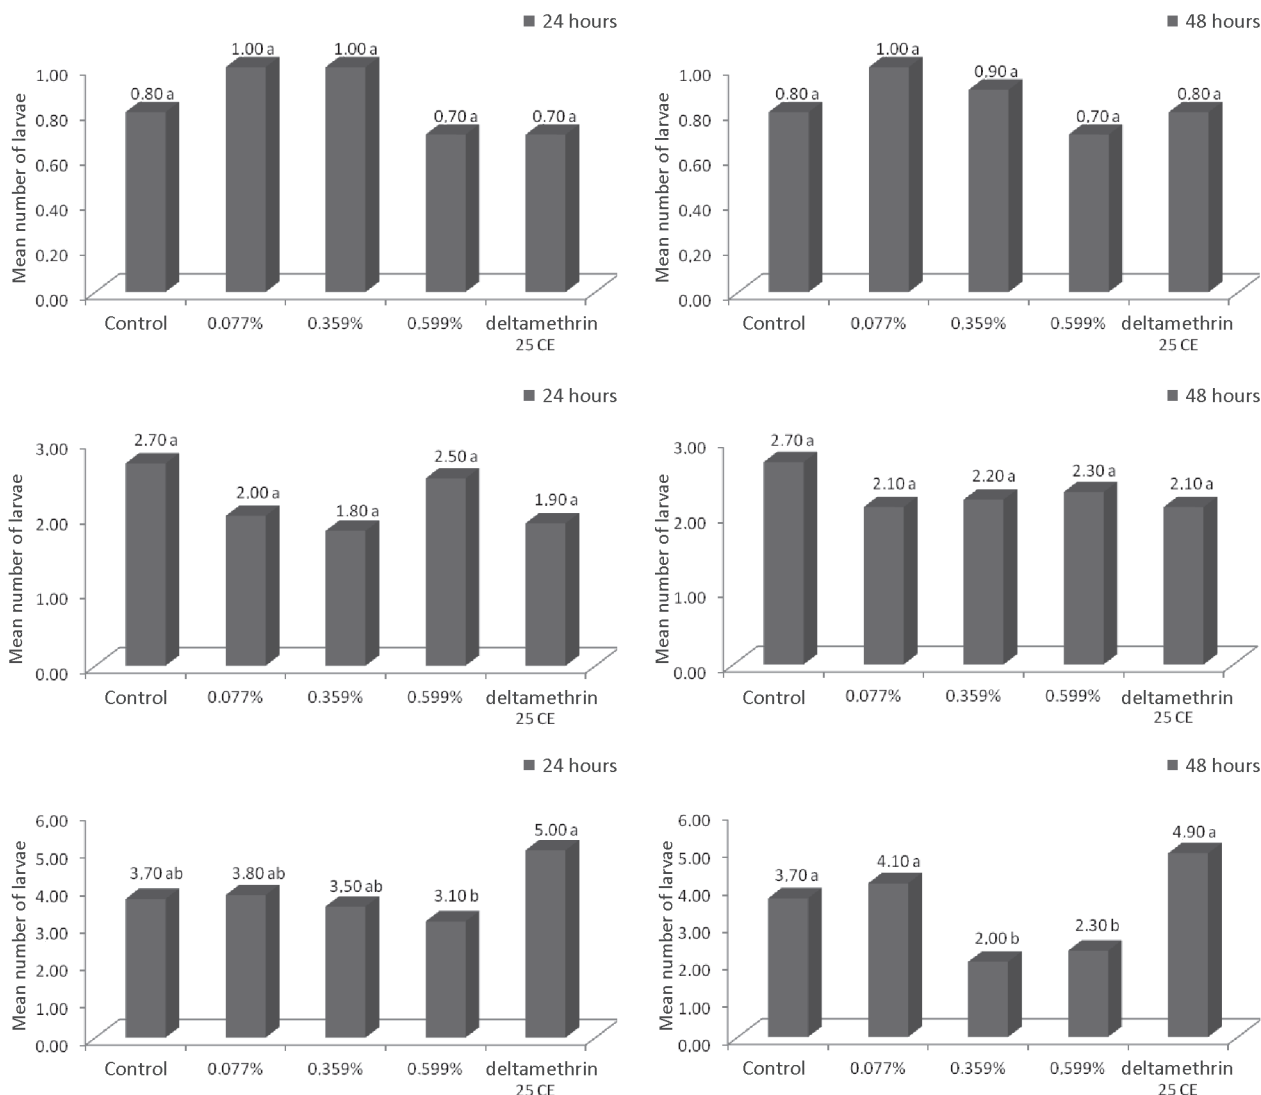 24 hours
Mean number of larvae
1.00
0.80
0.60
0.40
0.20
0.00
0.80 a
1.00 a
1.00 a
0.70 a
0.70 a
Control
0.077%
0.359%
0.599%
deltamethrin
25 CE
48 hours
Mean number of larvae
1.00
0.80
0.60
0.40
0.20
0.00
0.80 a
1.00 a
0,90 a
0,70 a
0.80 a
Control
0.077%
0.359%
0.599%
deltamethrin
25 CE
24 hours
Mean number of larvae
3.00
2.00
1.00
0.00
2.70 a
2.00 a
1.80 a
2.50 a
1.90 a
Control
0.077%
0.359%
0.599%
deltamethrin
25 CE
48 hours
Mean number of larvae
3.00
2.00
1.00
0.00
2.70 a
2.10 a
2.20 a
2.30 a
2.10 a
Control
0.077%
0.359%
0.599%
deltamethrin
25 CE
24 hours
Mean number of larvae
6.00
5.00
4.00
3.00
2.00
1.00
0.00
3,70 ab
3.80 ab
3,50 ab
3.10 b
5.00 a
Control
0.077%
0.359%
0.599%
deltamethrin
25 CE
48 hours
Mean number of larvae
6.00
5.00
4.00
3.00
2.00
1.00
0.00
3,70 a
4.10 a
2,00 b
2.30 b
4.90 a
Control
0.077%
0.359%
0,599%
deltamethrin
25 CE